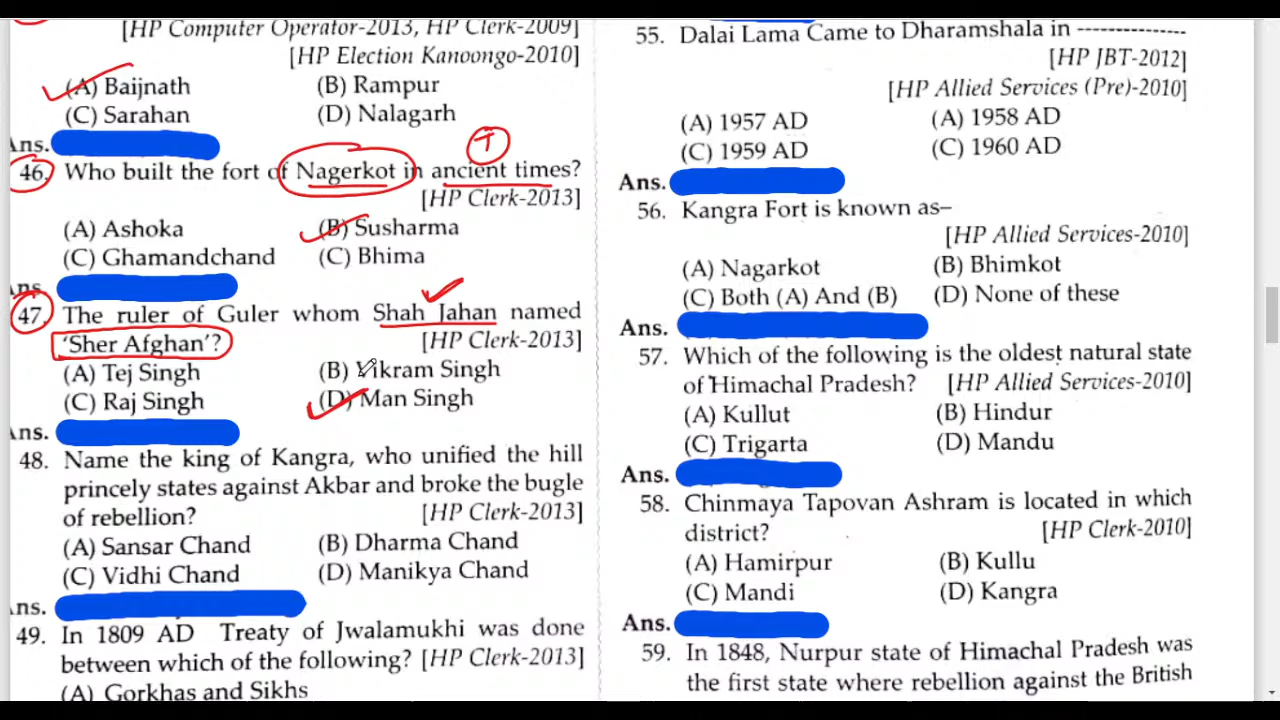 [HP Computer Operator-2013, HP Clerk-2009]
[HP Election Kanoongo-2010]
(A) Baijnath (B) Rampur
(C) Sarahan (D) Nalagarh
Ans.
T
46. Who built the fort of Nagerkot in ancient times?
[HP Clerk-2013]
(A) Ashoka (B) Susharma
(C) Ghamandchand (C) Bhima
Ans
47. The ruler of Guler whom Shah Jahan named
'Sher Afghan'? [HP Clerk-2013]
(A) Tej Singh (B) Vikram Singh
(C) Raj Singh (D) Man Singh
Ans.
48. Name the king of Kangra, who unified the hill
princely states against Akbar and broke the bugle
of rebellion? [HP Clerk-2013]
(A) Sansar Chand (B) Dharma Chand
(C) Vidhi Chand (D) Manikya Chand
Ans.
49. In 1809 AD Treaty of Jwalamukhi was done
between which of the following? [HP Clerk-2013]
(A) Gorkhas and Sikhs
55. Dalai Lama Came to Dharamshala in ---------------
[HP JBT-2012]
[HP Allied Services (Pre)-2010]
(A) 1957 AD (A) 1958 AD
(C) 1959 AD (C) 1960 AD
Ans.
56. Kangra Fort is known as–
[HP Allied Services-2010]
(A) Nagarkot (B) Bhimkot
(C) Both (A) And (B) (D) None of these
Ans.
57. Which of the following is the oldest natural state
of Himachal Pradesh? [HP Allied Services-2010]
(A) Kullut (B) Hindur
(C) Trigarta (D) Mandu
Ans.
58. Chinmaya Tapovan Ashram is located in which
district? [HP Clerk-2010]
(A) Hamirpur (B) Kullu
(C) Mandi (D) Kangra
Ans.
59. In 1848, Nurpur state of Himachal Pradesh was
the first state where rebellion against the British